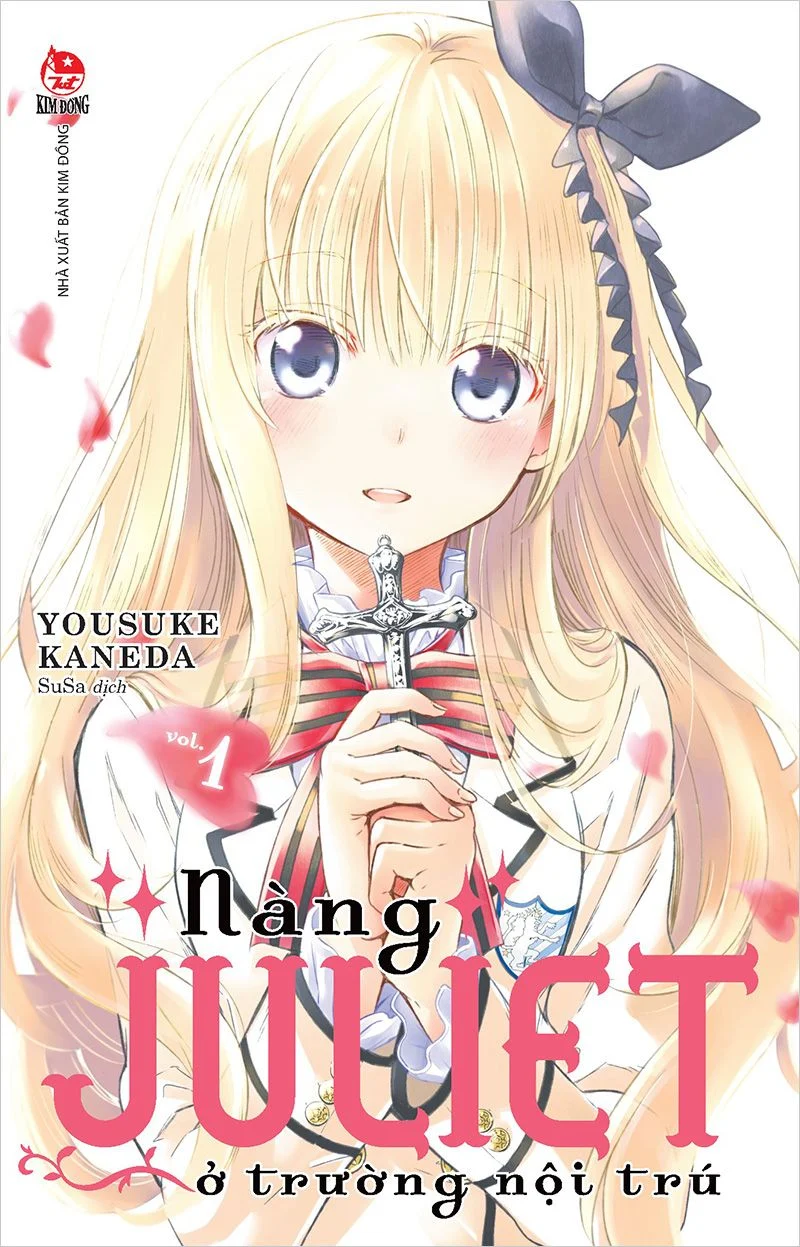 KIM ĐỒNG
NHÀ XUẤT BẢN KIM ĐỒNG
YOUSUKE
KANEDA
SuSa dịch
vol.1
Nàng
JULIET
ở trường nội trú